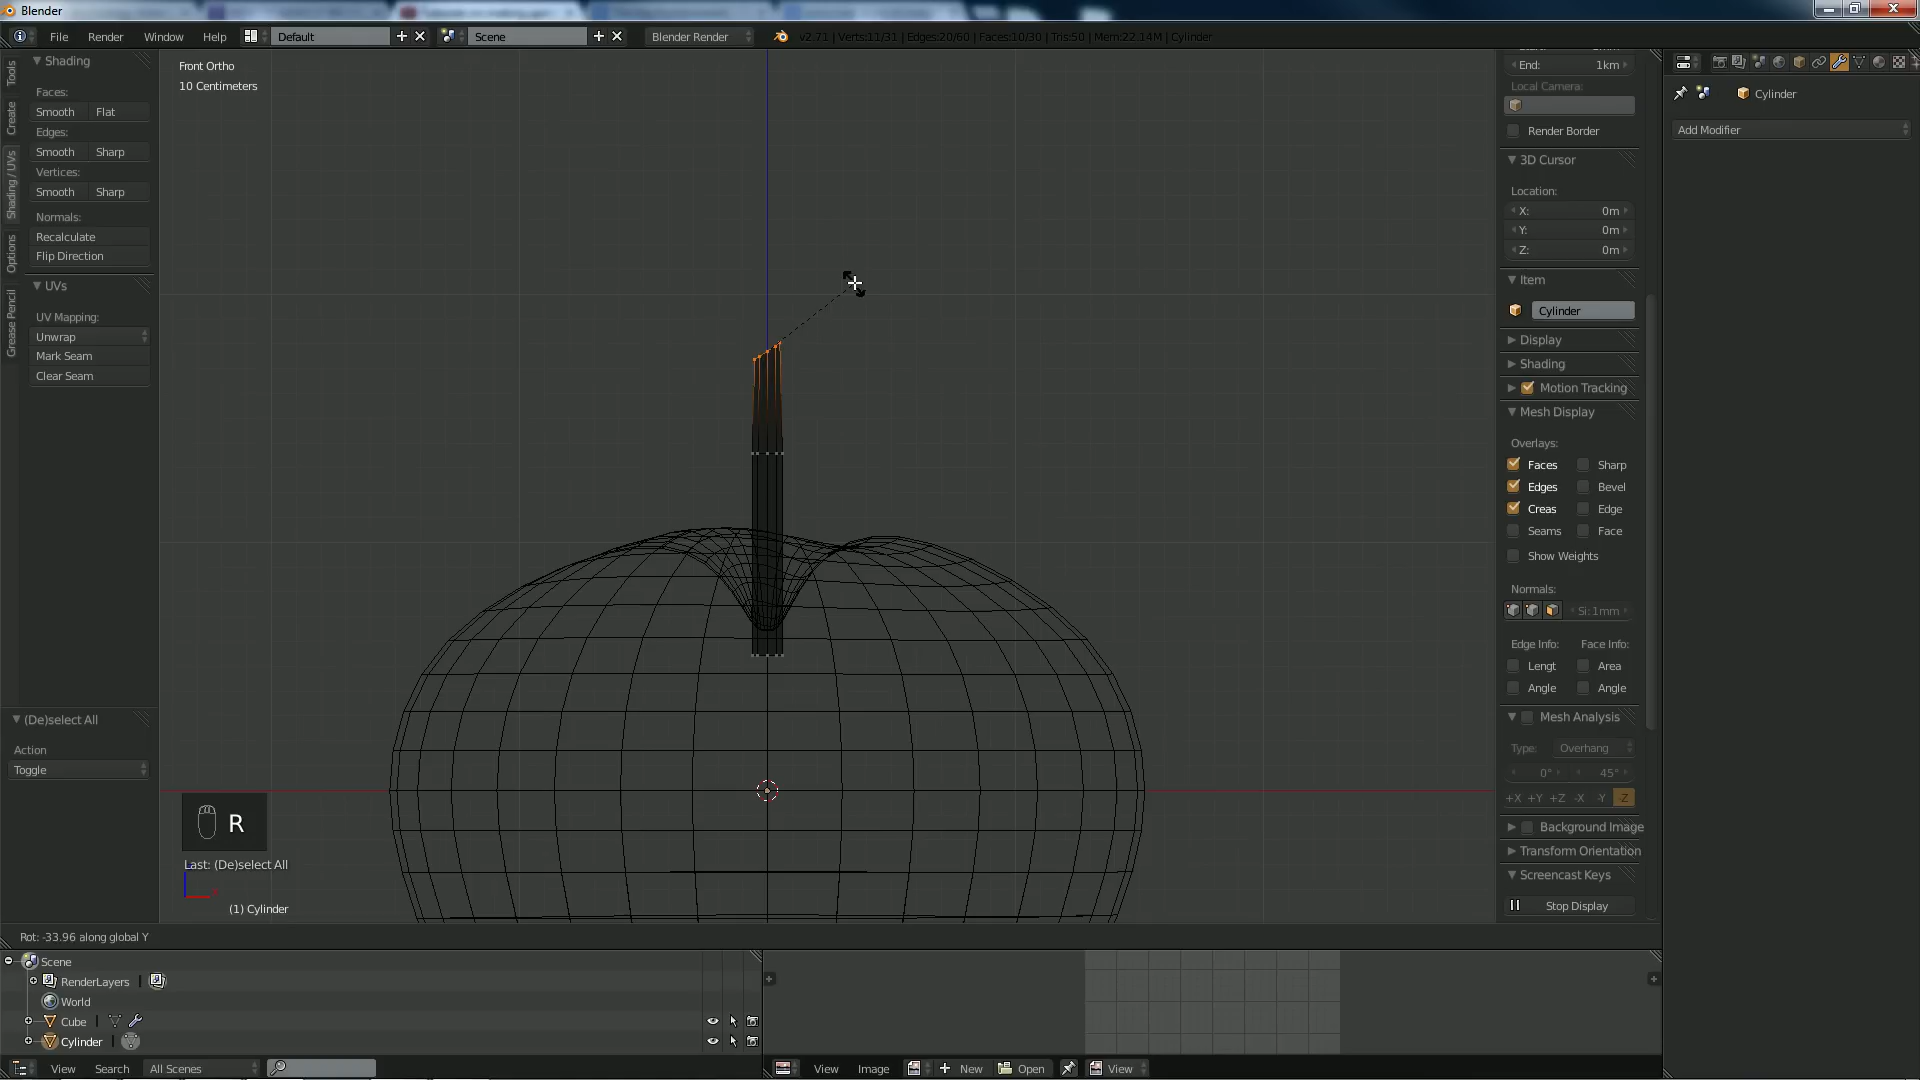 Blender
File Render Window Help Default Scene Blender Render v2.71 | Verts:11/31 | Edges:20/60 | Faces:10/30 | Tris:50 | Mem:22.14M | Cylinder
Tools
Create
Shading / UVs
Options
Grease Pencil
Shading
Faces:
Smooth Flat
Edges:
Smooth Sharp
Vertices:
Smooth Sharp
Normals:
Recalculate
Flip Direction
UVs
UV Mapping:
Unwrap
Mark Seam
Clear Seam
(De)select All
Action
Toggle
Front Ortho
10 Centimeters
R
Last: (De)select All
(1) Cylinder
Rot: -33.96 along global Y
End: 1km
Local Camera:
Render Border
3D Cursor
Location:
X: 0m
Y: 0m
Z: 0m
Item
Cylinder
Display
Shading
Motion Tracking
Mesh Display
Overlays:
Faces Sharp
Edges Bevel
Creas Edge
Seams Face
Show Weights
Normals:
Si: 1mm
Edge Info: Face Info:
Lengt Area
Angle Angle
Mesh Analysis
Type: Overhang
0° 45°
+X +Y +Z -X -Y -Z
Background Image
Transform Orientation
Screencast Keys
Stop Display
Cylinder
Add Modifier
Scene
RenderLayers
World
Cube
Cylinder
View Search All Scenes
View Image New Open View